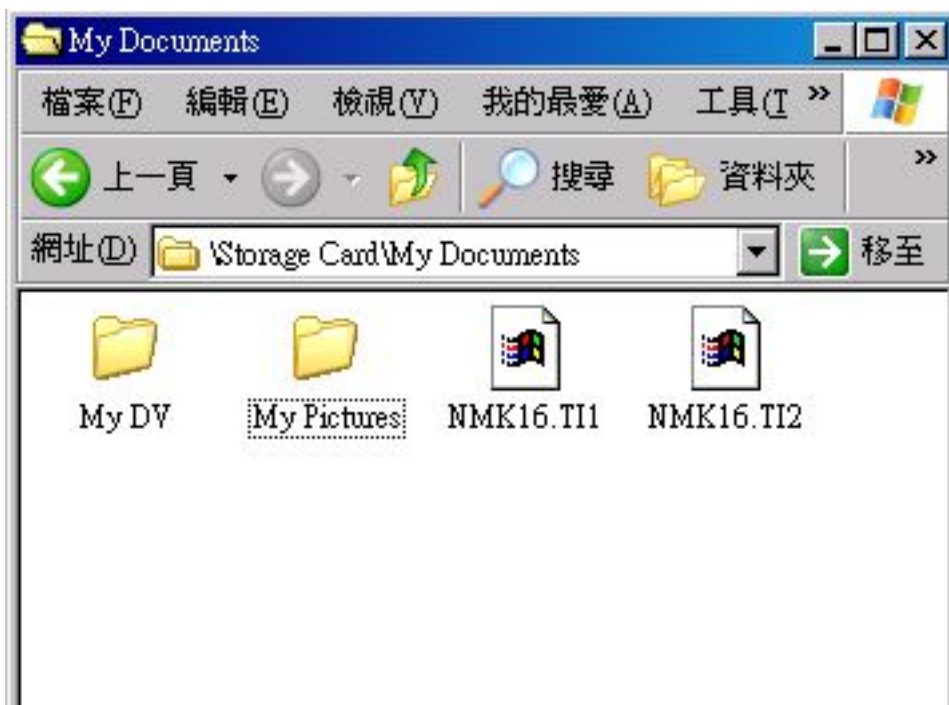 My Documents
檔案(F) 編輯(E) 檢視(V) 我的最愛(A) 工具(T »
上一頁 搜尋 資料夾 »
網址(D) \Storage Card\My Documents 移至
My DV My Pictures NMK16.TI1 NMK16.TI2